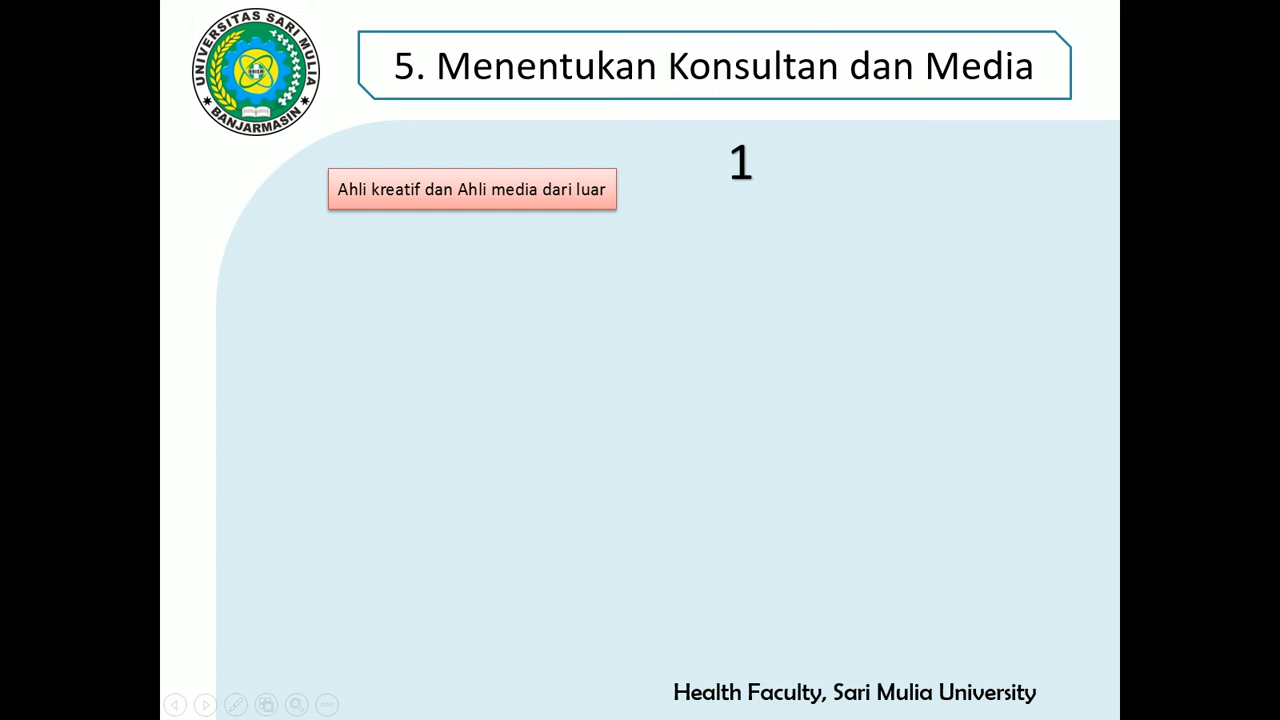 UNIVERSITAS SARI MULIA
BANJARMASIN
5. Menentukan Konsultan dan Media
1
Ahli kreatif dan Ahli media dari luar
Health Faculty, Sari Mulia University